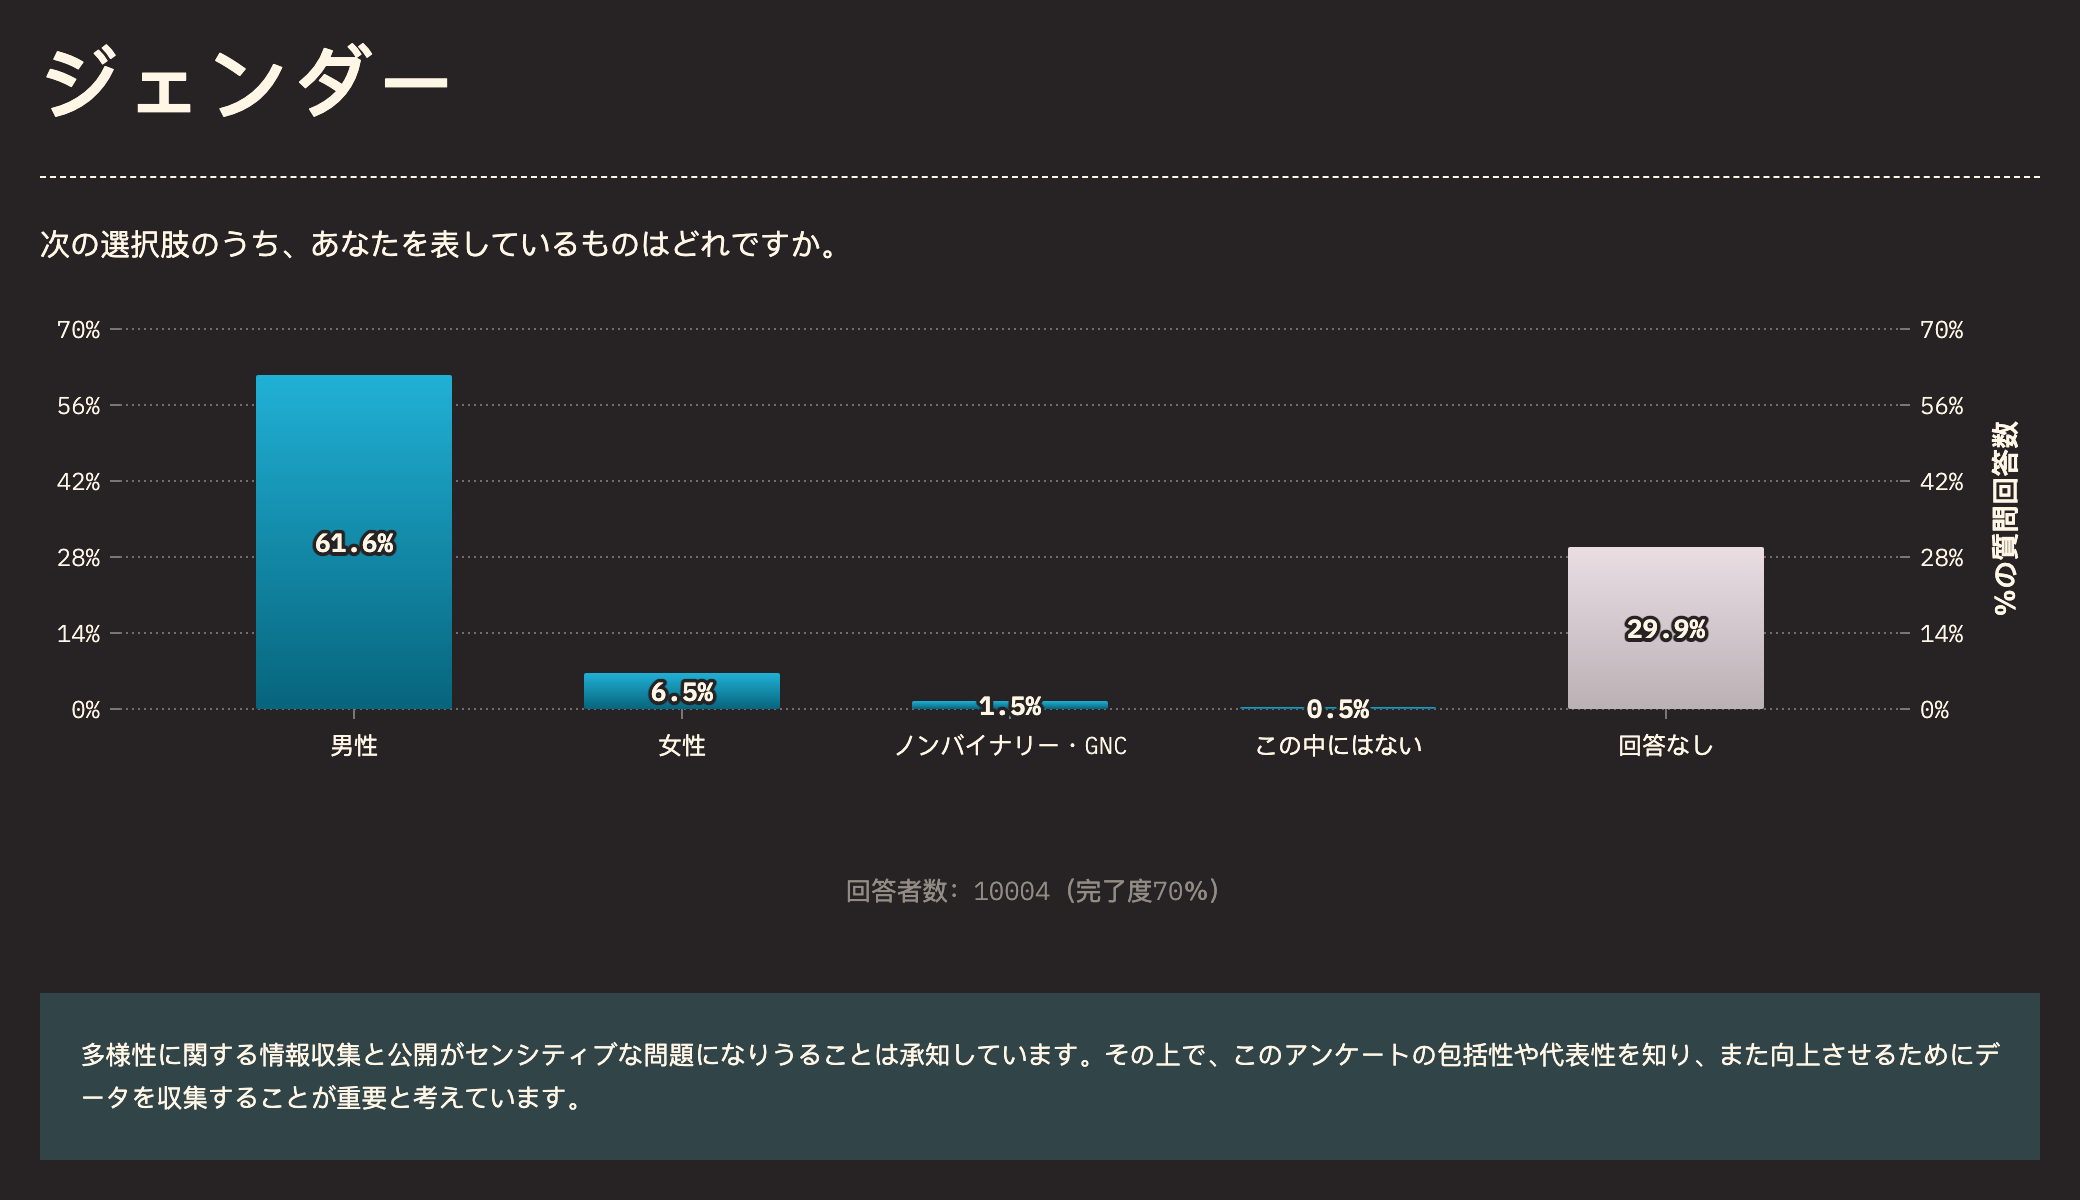 ジェンダー
次の選択肢のうち、あなたを表しているものはどれですか。
70% 70%
56% 56%
42% 42%
28% 28%
14% 14%
0% 0%
%の質問回答数
61.6%
6.5%
1.5%
0.5%
29.9%
男性 女性 ノンバイナリー・GNC この中にはない 回答なし
回答者数: 10004 (完了度70%)
多様性に関する情報収集と公開がセンシティブな問題になりうることは承知しています。その上で、このアンケートの包括性や代表性を知り、また向上させるためにデ
ータを収集することが重要と考えています。